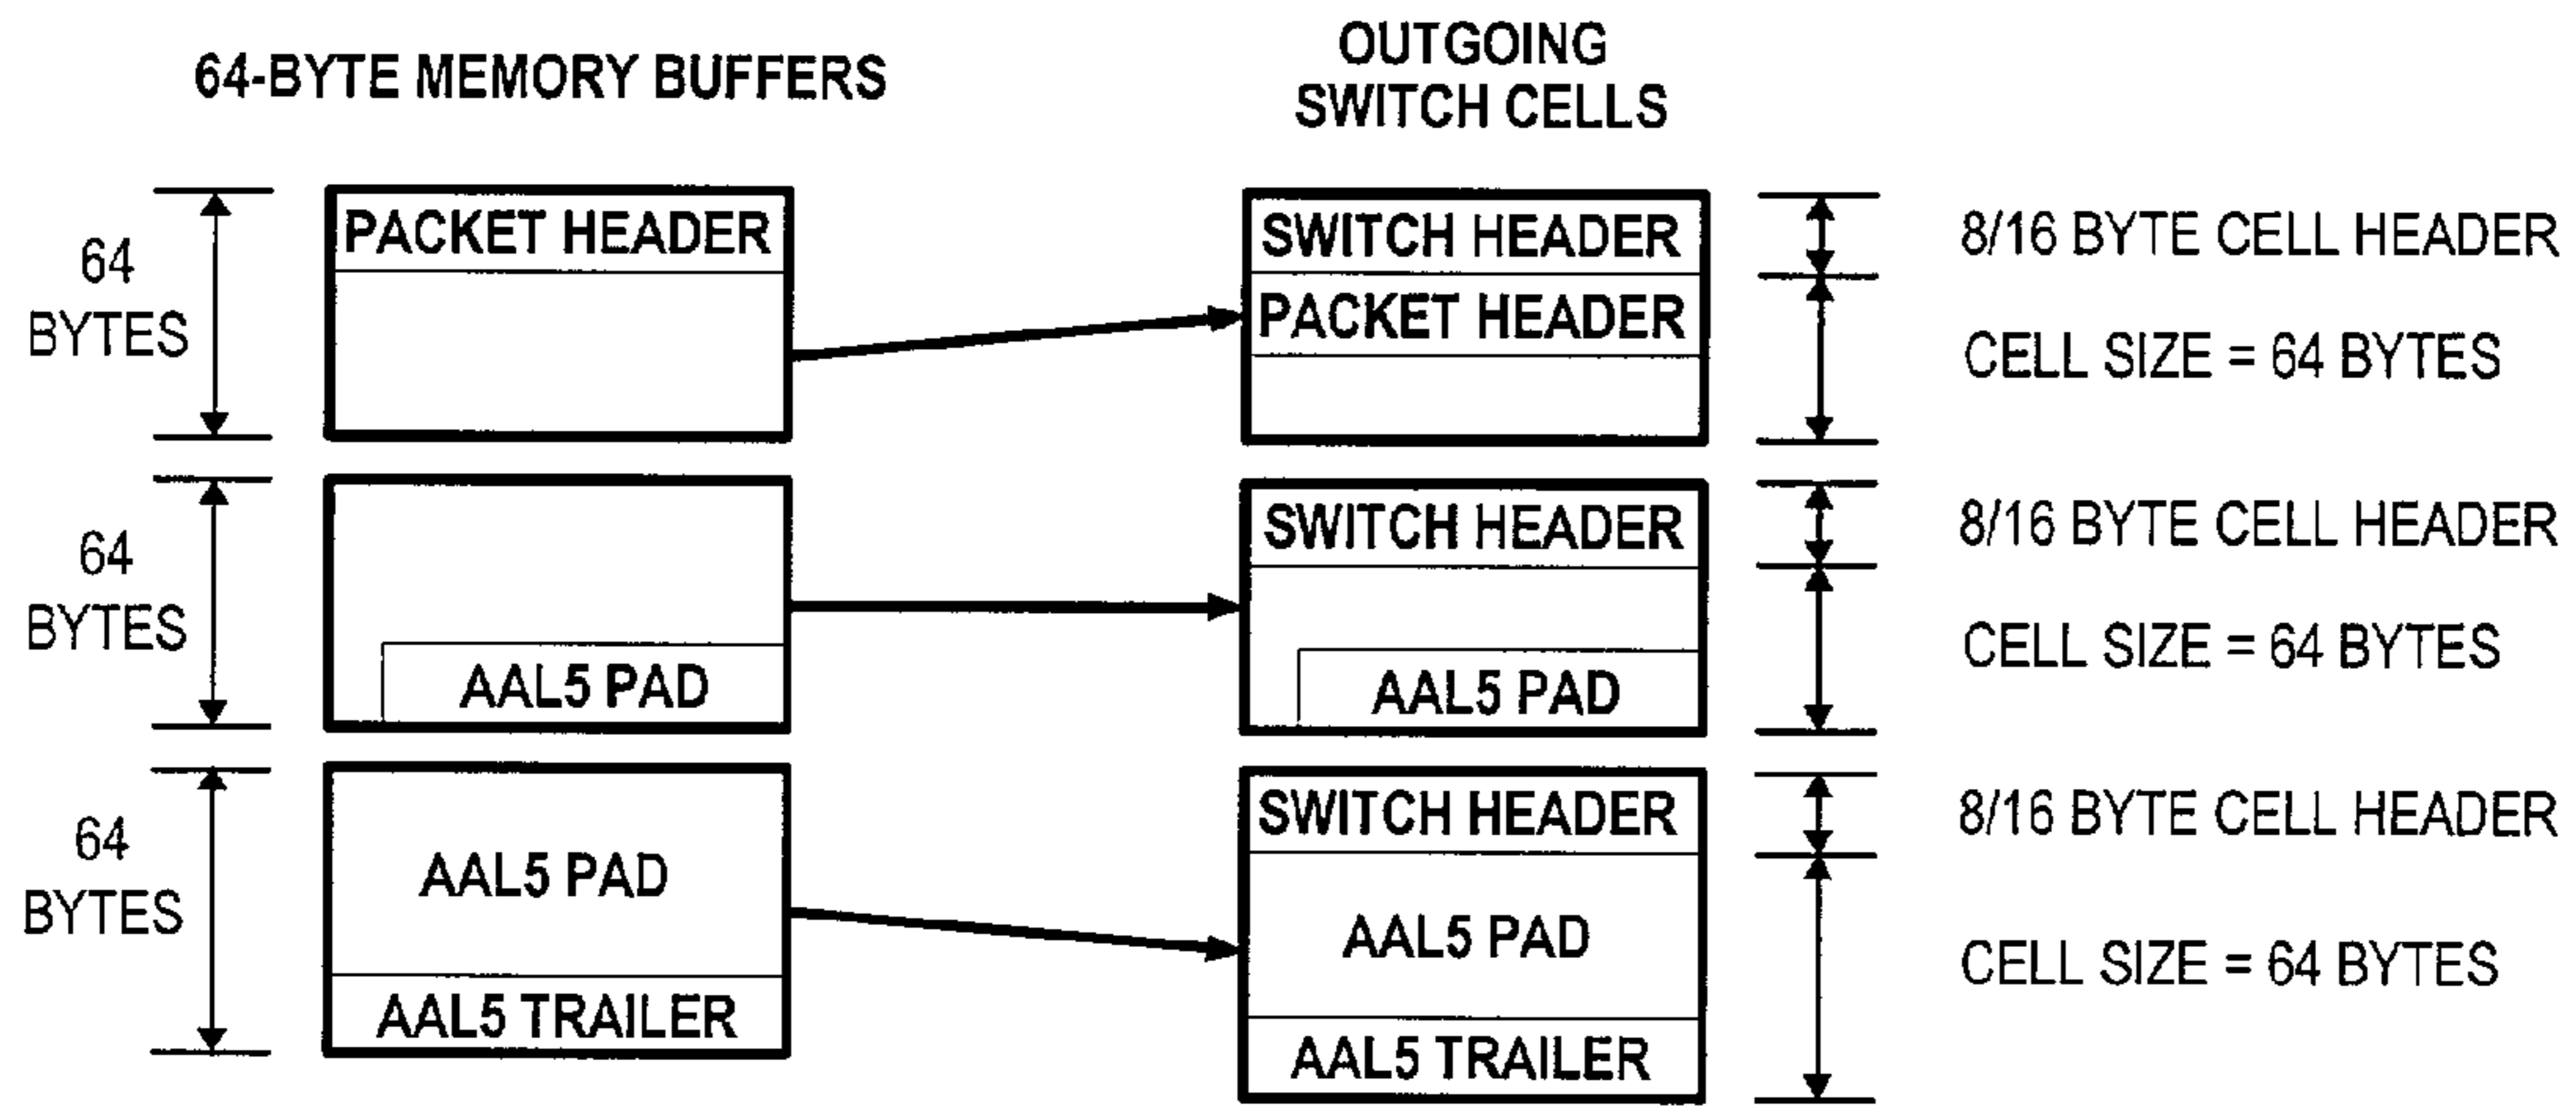 64-BYTE MEMORY BUFFERS
OUTGOING
SWITCH CELLS
64
BYTES
PACKET HEADER
SWITCH HEADER
PACKET HEADER
8/16 BYTE CELL HEADER
CELL SIZE = 64 BYTES
64
BYTES
AAL5 PAD
SWITCH HEADER
AAL5 PAD
8/16 BYTE CELL HEADER
CELL SIZE = 64 BYTES
64
BYTES
AAL5 PAD
AAL5 TRAILER
SWITCH HEADER
AAL5 PAD
AAL5 TRAILER
8/16 BYTE CELL HEADER
CELL SIZE = 64 BYTES